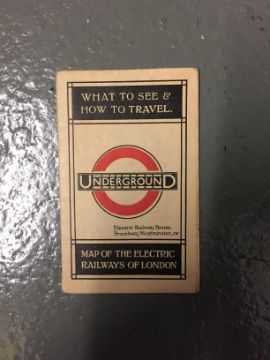 WHAT TO SEE &
HOW TO TRAVEL.
UNDERGROUND
Electric Railway House,
Broadway, Westminster, SW
MAP OF THE ELECTRIC
RAILWAYS OF LONDON